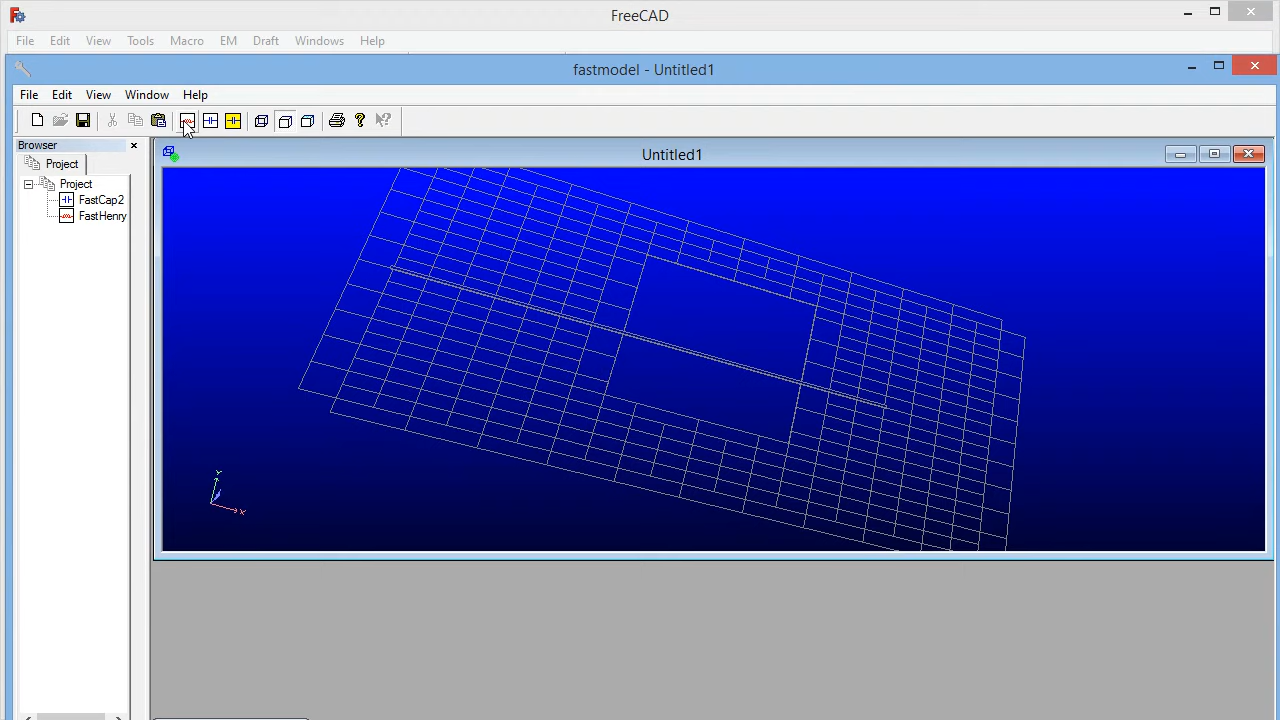 FreeCAD
File Edit View Tools Macro EM Draft Windows Help
fastmodel - Untitled1
File Edit View Window Help
Browser
Project
Untitled1
Project
FastCap2
FastHenry
Y
X